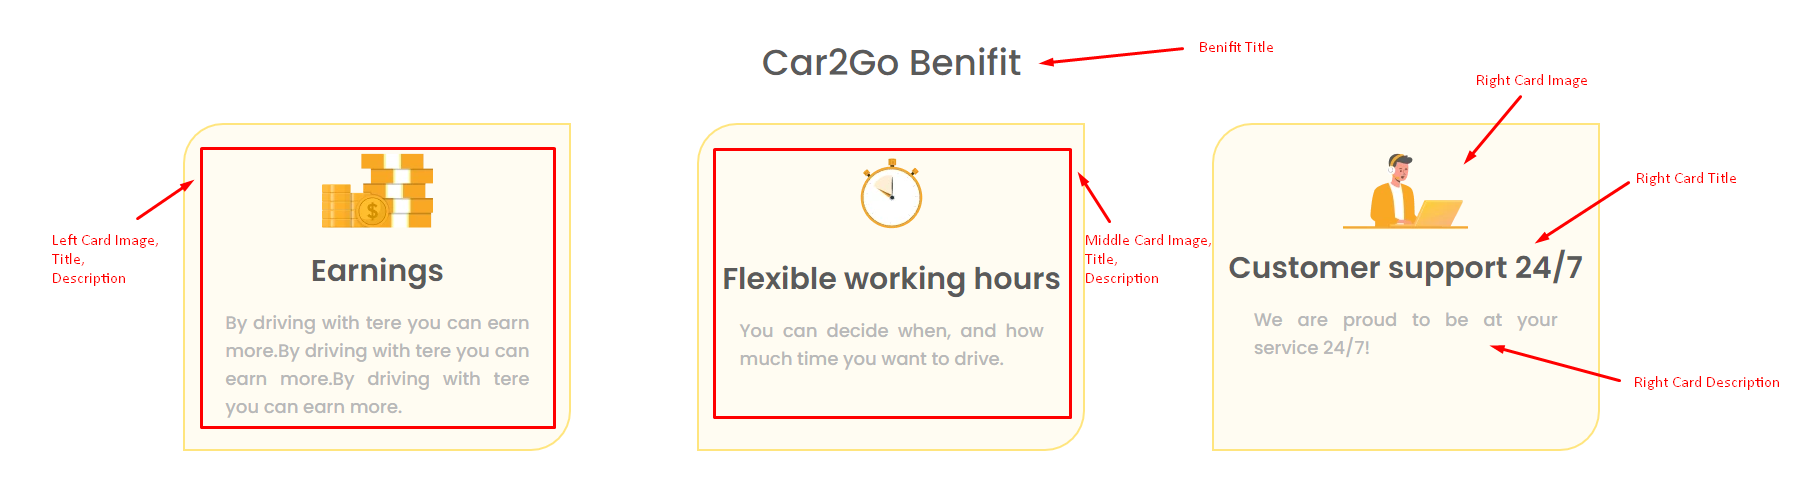 Car2Go Benifit
Benifit Title
Right Card Image
Right Card Title
Left Card Image,
Title,
Description
Earnings
By driving with tere you can earn
more.By driving with tere you can
earn more.By driving with tere
you can earn more.
Middle Card Image,
Title,
Description
Flexible working hours
You can decide when, and how
much time you want to drive.
Customer support 24/7
We are proud to be at your
service 24/7!
Right Card Description
$